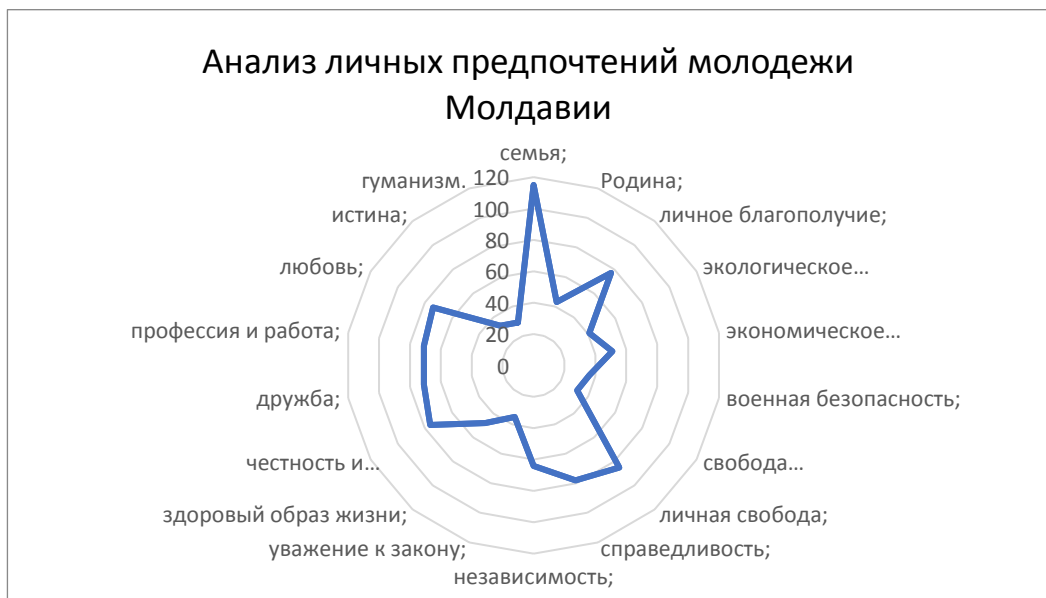 Анализ личных предпочтений молодежи
Молдавии
семья;
Родина;
личное благополучие;
экологическое...
экономическое...
военная безопасность;
свобода...
личная свобода;
справедливость;
независимость;
уважение к закону;
здоровый образ жизни;
честность и...
дружба;
профессия и работа;
любовь;
истина;
гуманизм.
120
100
80
60
40
20
0